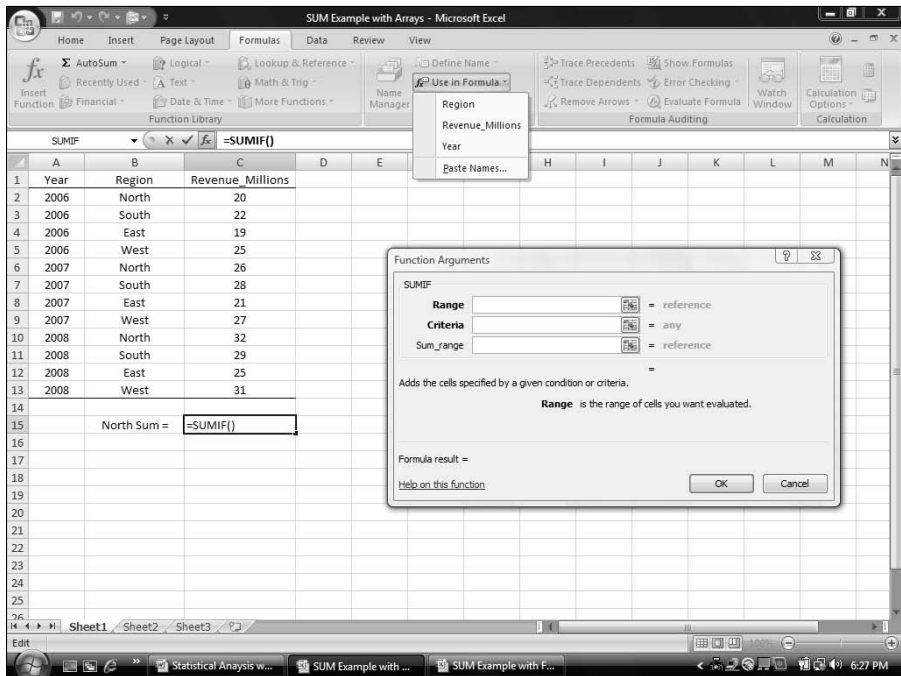 SUM Example with Arrays - Microsoft Excel
Home Insert Page Layout Formulas Data Review View
fx Insert Function
Σ AutoSum
Recently Used
Financial
Logical
Text
Date & Time
Lookup & Reference
Math & Trig
More Functions
Function Library
Name Manager
Define Name
Use in Formula
Region
Revenue_Millions
Year
Paste Names...
Trace Precedents
Trace Dependents
Remove Arrows
Show Formulas
Error Checking
Evaluate Formula
Formula Auditing
Watch Window
Calculation Options
Calculation
SUMIF fx =SUMIF()
A B C D E H I J K L M N
1 Year Region Revenue_Millions
2 2006 North 20
3 2006 South 22
4 2006 East 19
5 2006 West 25
6 2007 North 26
7 2007 South 28
8 2007 East 21
9 2007 West 27
10 2008 North 32
11 2008 South 29
12 2008 East 25
13 2008 West 31
14
15 North Sum = =SUMIF()
16
17
18
19
20
21
22
23
24
25
26
Function Arguments
SUMIF
Range = reference
Criteria = any
Sum_range = reference
=
Adds the cells specified by a given condition or criteria.
Range is the range of cells you want evaluated.
Formula result =
Help on this function
OK Cancel
Sheet1 Sheet2 Sheet3
Edit 100%
Statistical Anaysis w... SUM Example with ... SUM Example with F... 6:27 PM